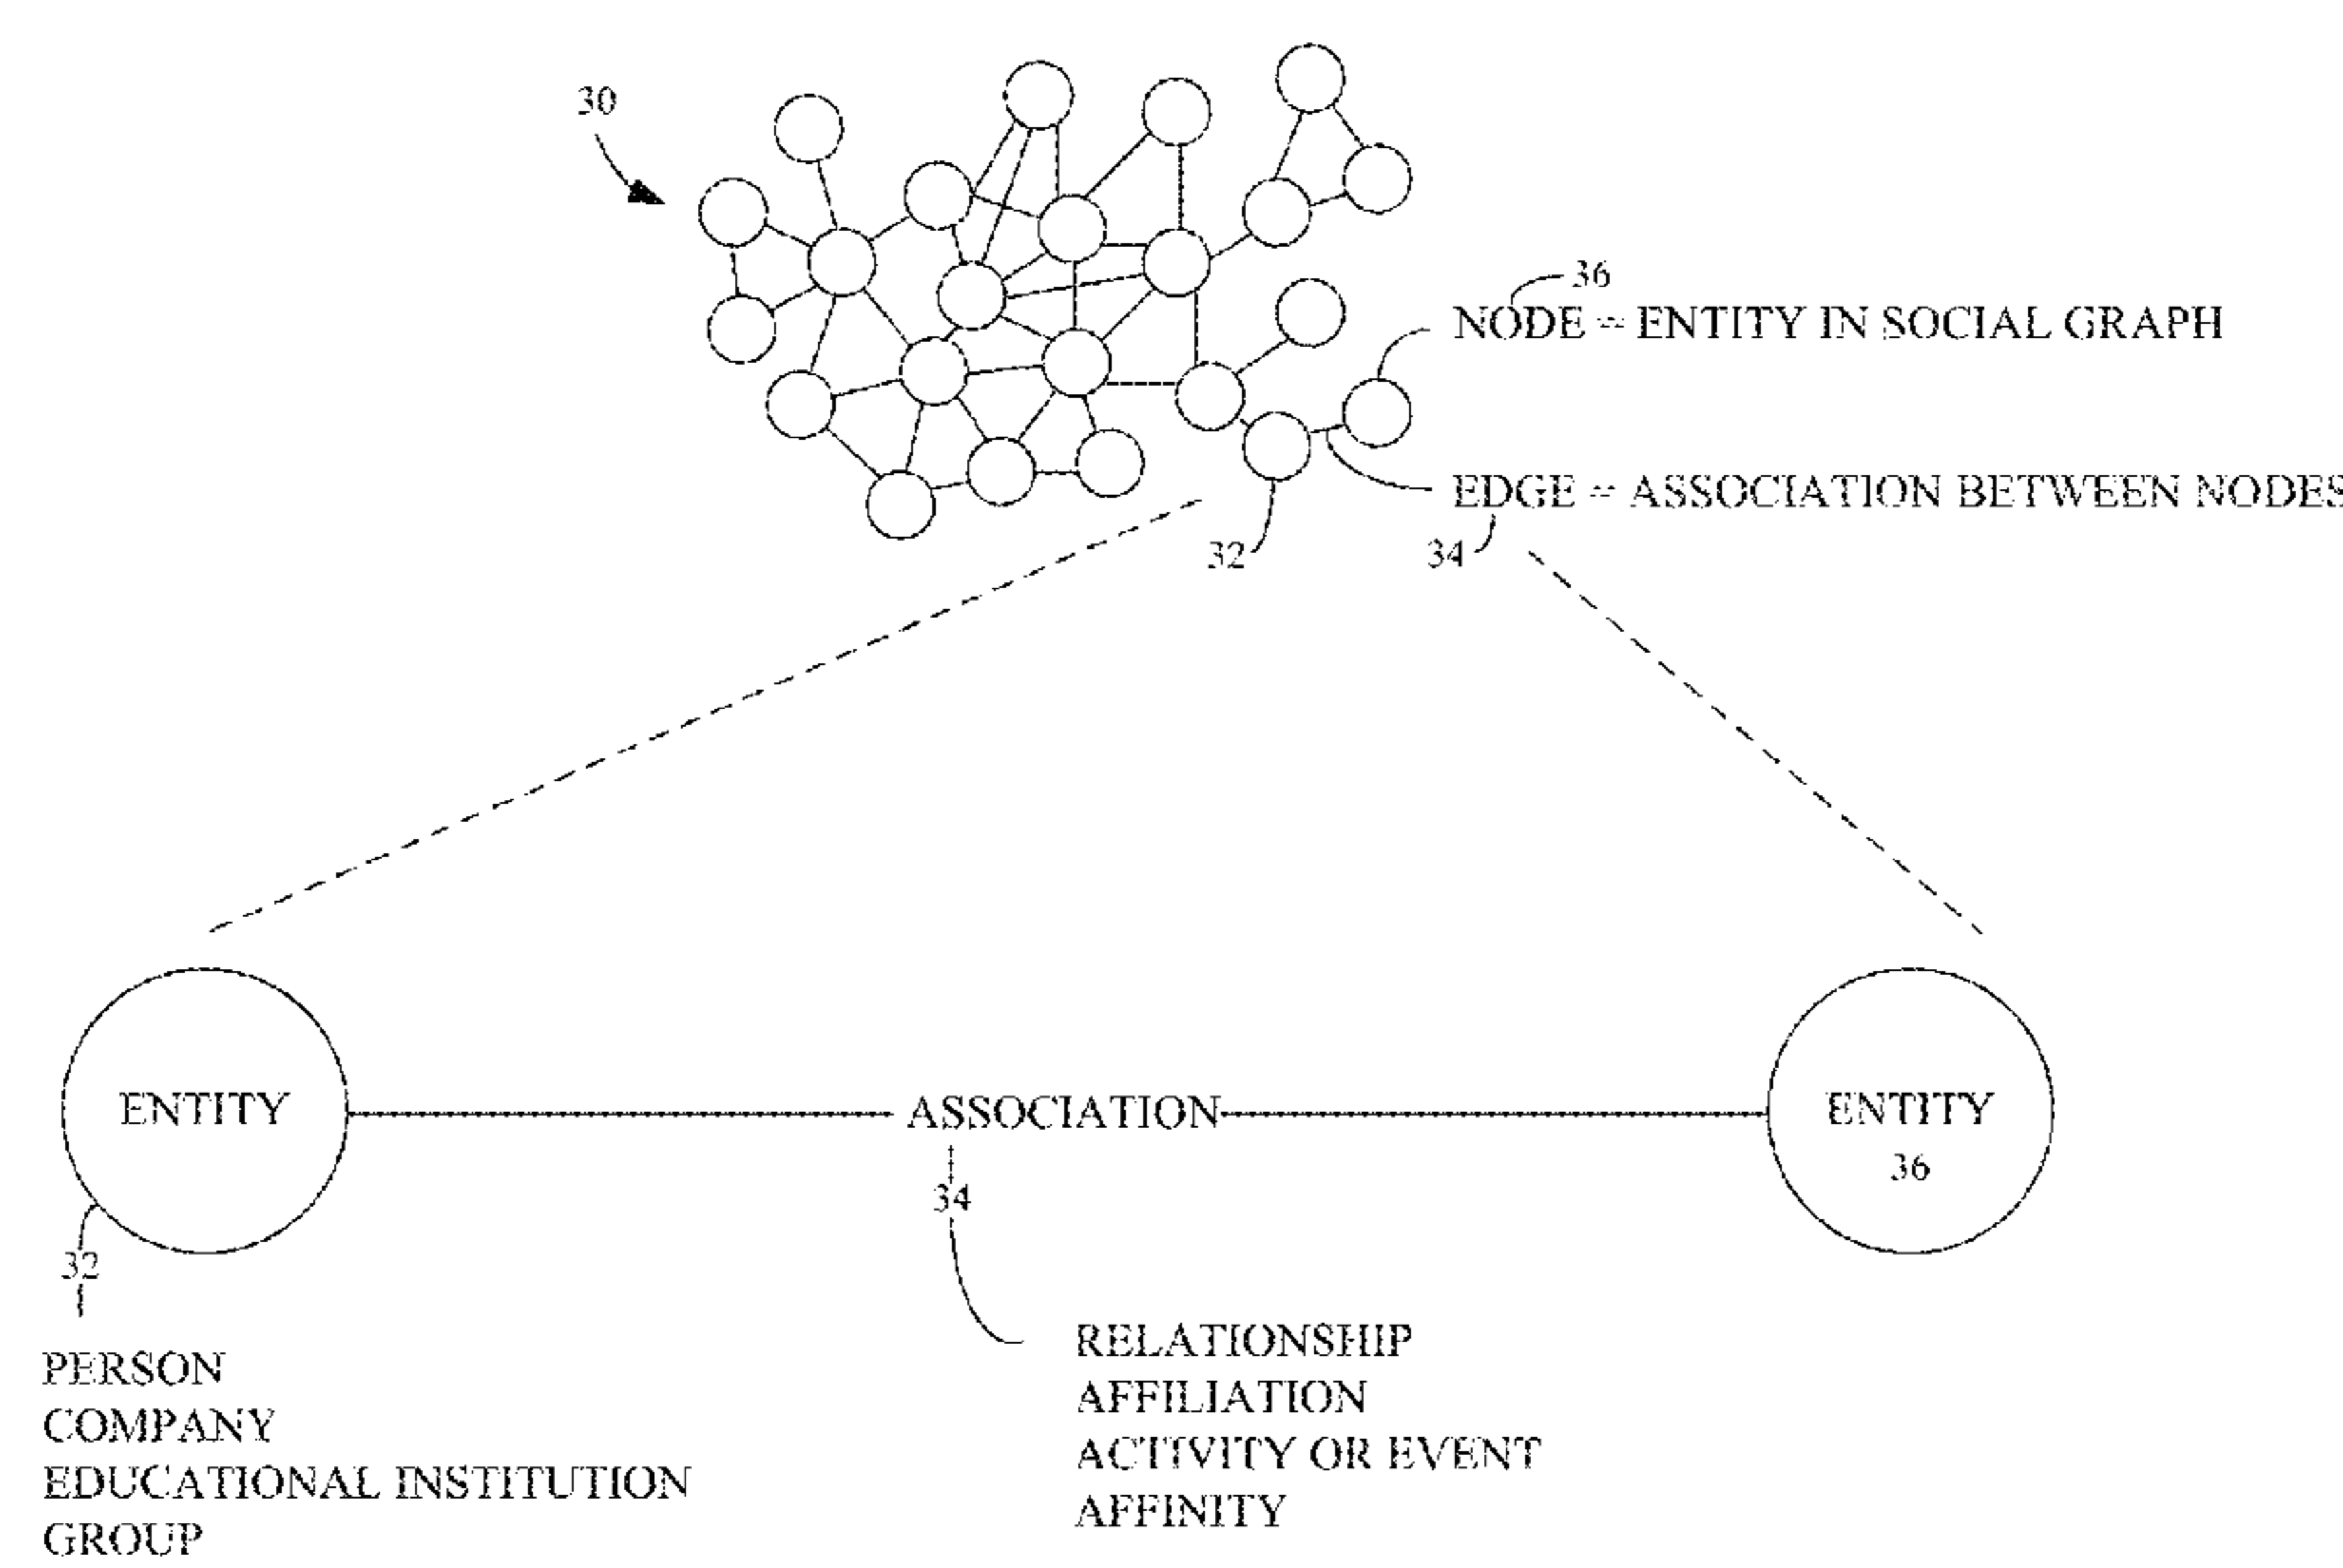 30
36
NODE = ENTITY IN SOCIAL GRAPH
EDGE = ASSOCIATION BETWEEN NODES
32
34
ENTITY
ASSOCIATION
ENTITY
36
34
32
PERSON
COMPANY
EDUCATIONAL INSTITUTION
GROUP
RELATIONSHIP
AFFILIATION
ACTIVITY OR EVENT
AFFINITY